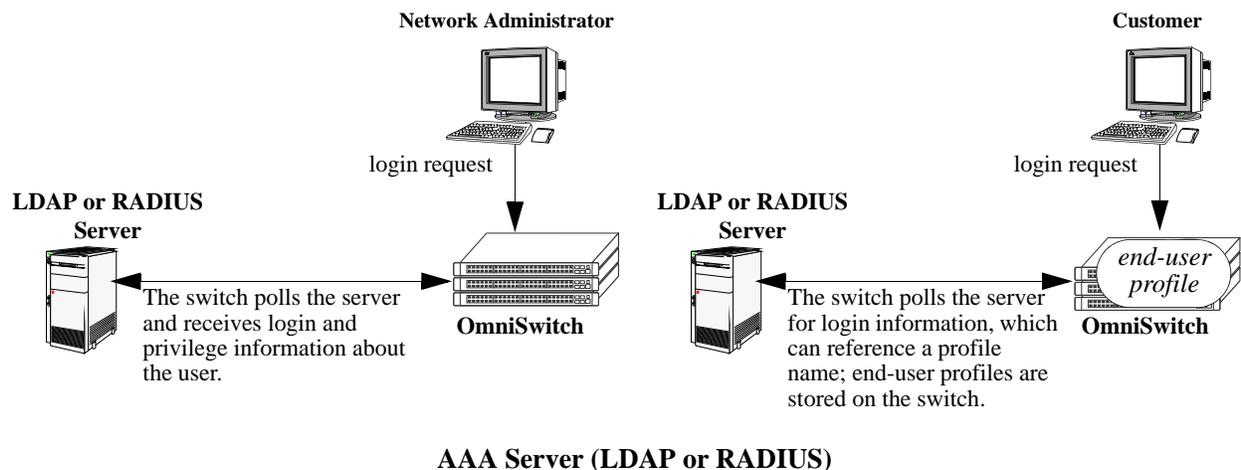 Network Administrator
login request
LDAP or RADIUS
Server
The switch polls the server
and receives login and
privilege information about
the user.
OmniSwitch
Customer
login request
LDAP or RADIUS
Server
The switch polls the server
for login information, which
can reference a profile
name; end-user profiles are
stored on the switch.
end-user
profile
OmniSwitch
AAA Server (LDAP or RADIUS)